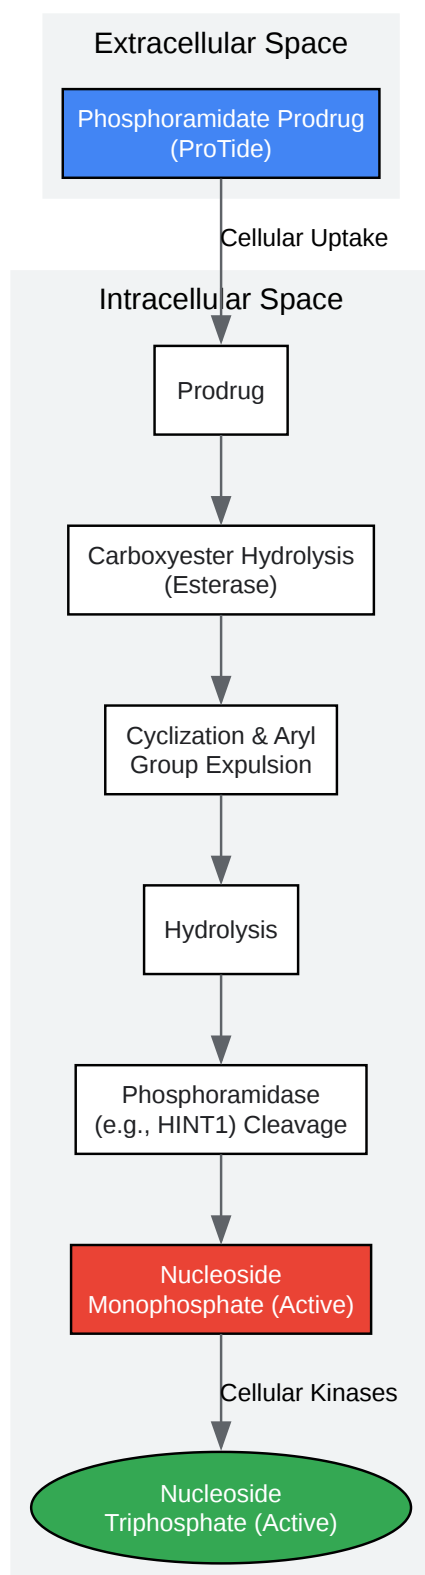 Extracellular Space
Phosphoramidate Prodrug
(ProTide)
Cellular Uptake
Intracellular Space
Prodrug
Carboxyester Hydrolysis
(Esterase)
Cyclization & Aryl
Group Expulsion
Hydrolysis
Phosphoramidase
(e.g., HINT1) Cleavage
Nucleoside
Monophosphate (Active)
Cellular Kinases
Nucleoside
Triphosphate (Active)